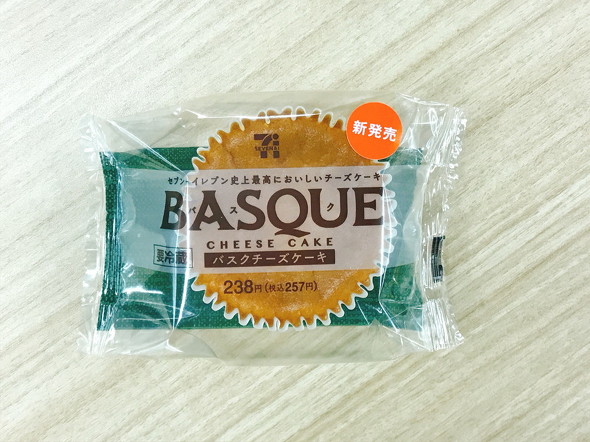 新発売
SEVEN&i
セブン-イレブン史上最高においしいチーズケーキ
BASQUE
バスク
CHEESE CAKE
要冷蔵
バスクチーズケーキ
238円(税込257円)